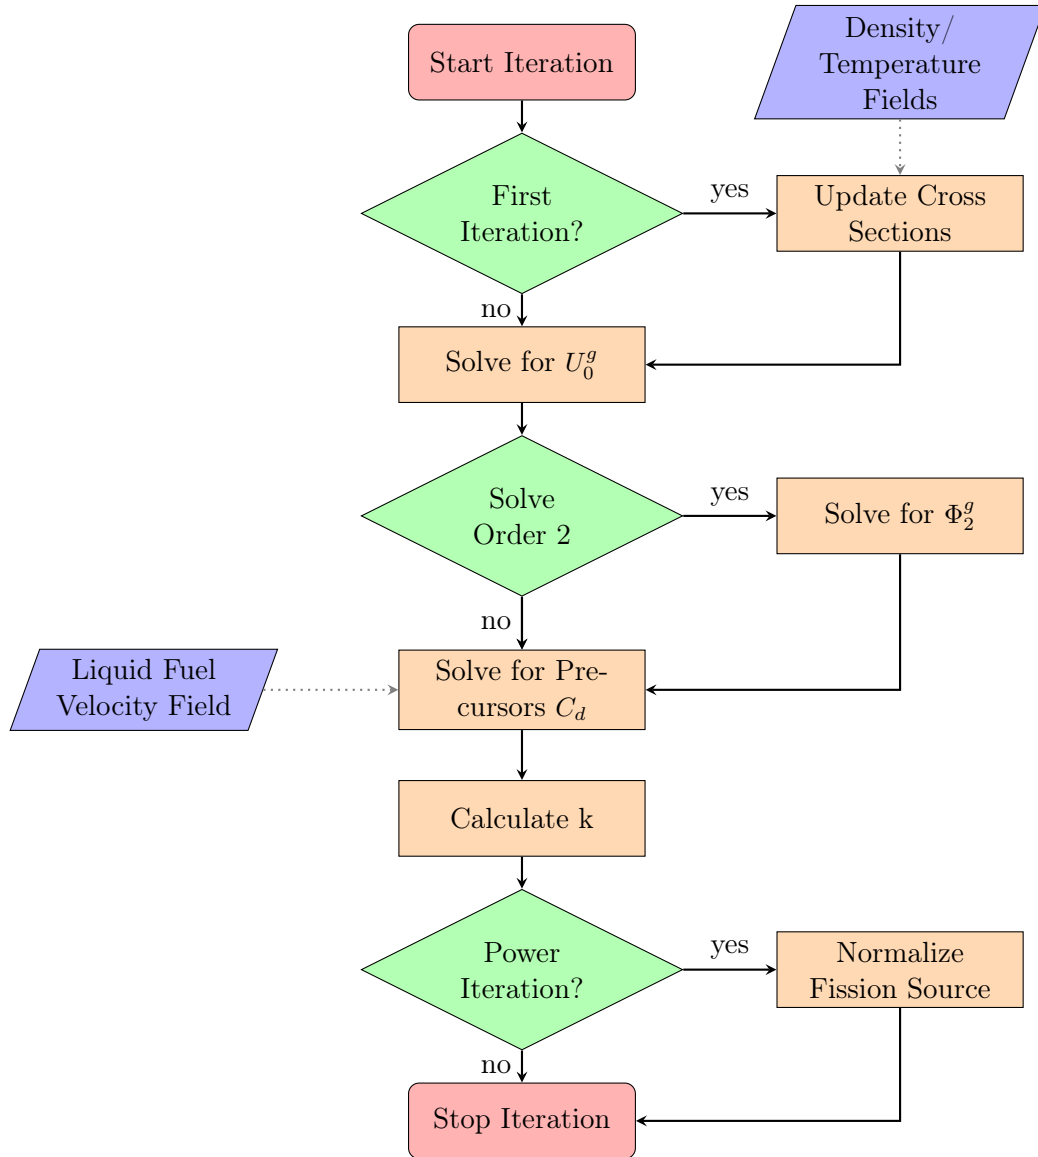 Start Iteration
Density/
Temperature
Fields
First
Iteration?
yes
Update Cross
Sections
no
Solve for $U_0^g$
Solve
Order 2
yes
Solve for $\Phi_2^g$
no
Liquid Fuel
Velocity Field
Solve for Pre-
cursors $C_d$
Calculate k
Power
Iteration?
yes
Normalize
Fission Source
no
Stop Iteration